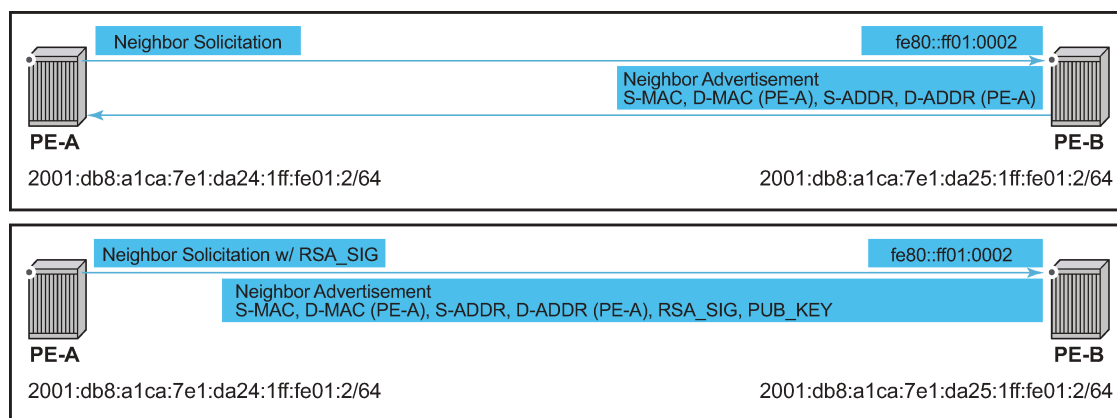 Neighbor Solicitation
fe80::ff01:0002
Neighbor Advertisement
S-MAC, D-MAC (PE-A), S-ADDR, D-ADDR (PE-A)
PE-A
PE-B
2001:db8:a1ca:7e1:da24:1ff:fe01:2/64
2001:db8:a1ca:7e1:da25:1ff:fe01:2/64
Neighbor Solicitation w/ RSA_SIG
fe80::ff01:0002
Neighbor Advertisement
S-MAC, D-MAC (PE-A), S-ADDR, D-ADDR (PE-A), RSA_SIG, PUB_KEY
PE-A
PE-B
2001:db8:a1ca:7e1:da24:1ff:fe01:2/64
2001:db8:a1ca:7e1:da25:1ff:fe01:2/64